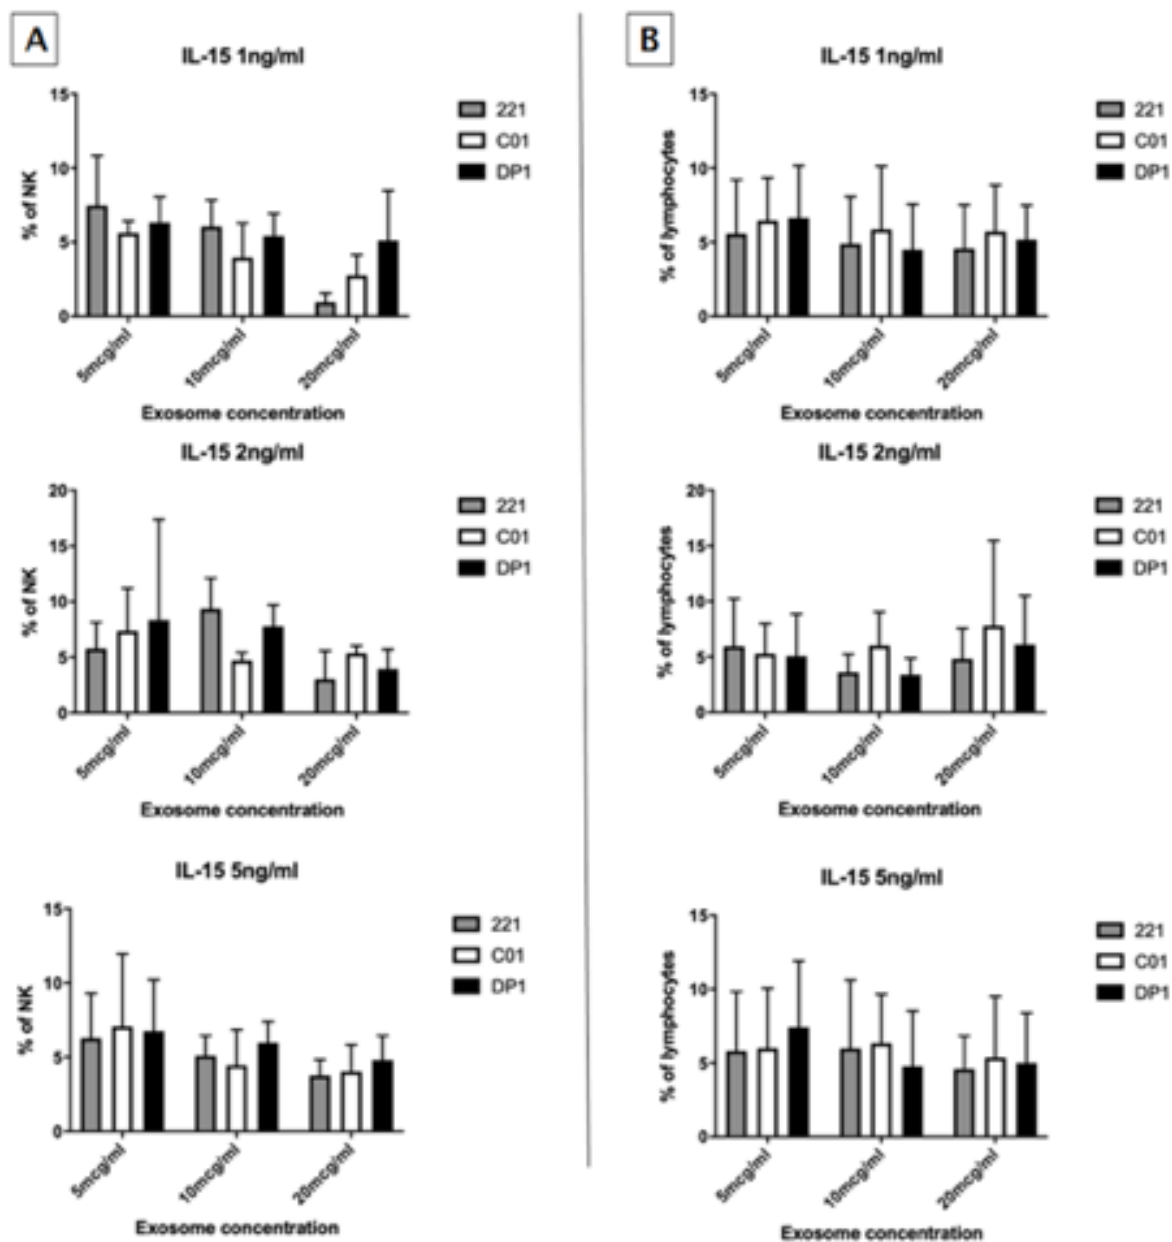 A
IL-15 1ng/ml
% of NK
15
10
5
0
221
C01
DP1
5mcg/ml
10mcg/ml
20mcg/ml
Exosome concentration
IL-15 2ng/ml
% of NK
20
15
10
5
0
221
C01
DP1
5mcg/ml
10mcg/ml
20mcg/ml
Exosome concentration
IL-15 5ng/ml
% of NK
15
10
5
0
221
C01
DP1
5mcg/ml
10mcg/ml
20mcg/ml
Exosome concentration
B
IL-15 1ng/ml
% of lymphocytes
15
10
5
0
221
C01
DP1
5mcg/ml
10mcg/ml
20mcg/ml
Exosome concentration
IL-15 2ng/ml
% of lymphocytes
20
15
10
5
0
221
C01
DP1
5mcg/ml
10mcg/ml
20mcg/ml
Exosome concentration
IL-15 5ng/ml
% of lymphocytes
15
10
5
0
221
C01
DP1
5mcg/ml
10mcg/ml
20mcg/ml
Exosome concentration